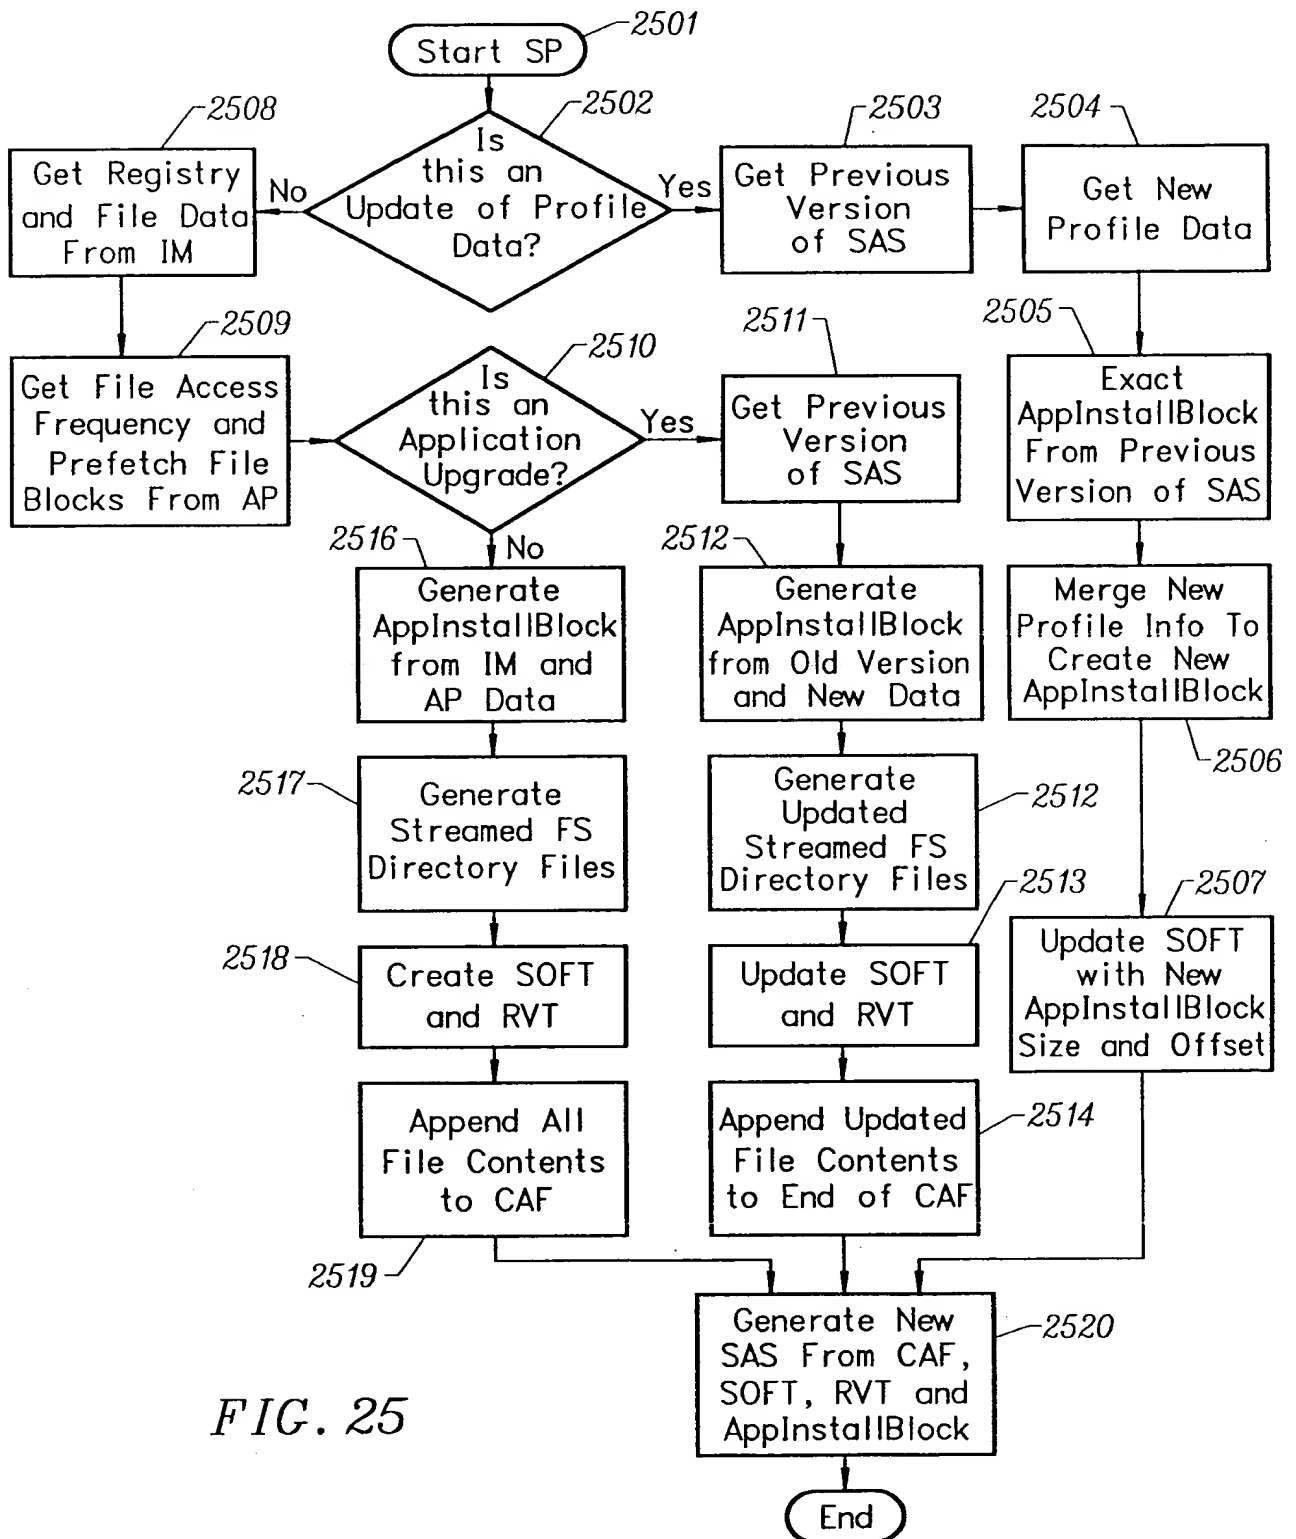 2501
Start SP
2508
2502
2503
2504
Get Registry
and File Data
From IM
No
Is
this an
Update of Profile
Data?
Yes
Get Previous
Version
of SAS
Get New
Profile Data
2509
2510
2511
2505
Get File Access
Frequency and
Prefetch File
Blocks From AP
Is
this an
Application
Upgrade?
Yes
Get Previous
Version
of SAS
Exact
AppInstallBlock
From Previous
Version of SAS
2516
No
2512
Generate
AppInstallBlock
from IM and
AP Data
Generate
AppInstallBlock
from Old Version
and New Data
Merge New
Profile Info To
Create New
AppInstallBlock
2506
2517
Generate
Streamed FS
Directory Files
Generate
Updated
Streamed FS
Directory Files
2512
2513
2507
2518
Create SOFT
and RVT
Update SOFT
and RVT
Update SOFT
with New
AppInstallBlock
Size and Offset
Append All
File Contents
to CAF
Append Updated
File Contents
to End of CAF
2514
2519
Generate New
SAS From CAF,
SOFT, RVT and
AppInstallBlock
2520
FIG. 25
End